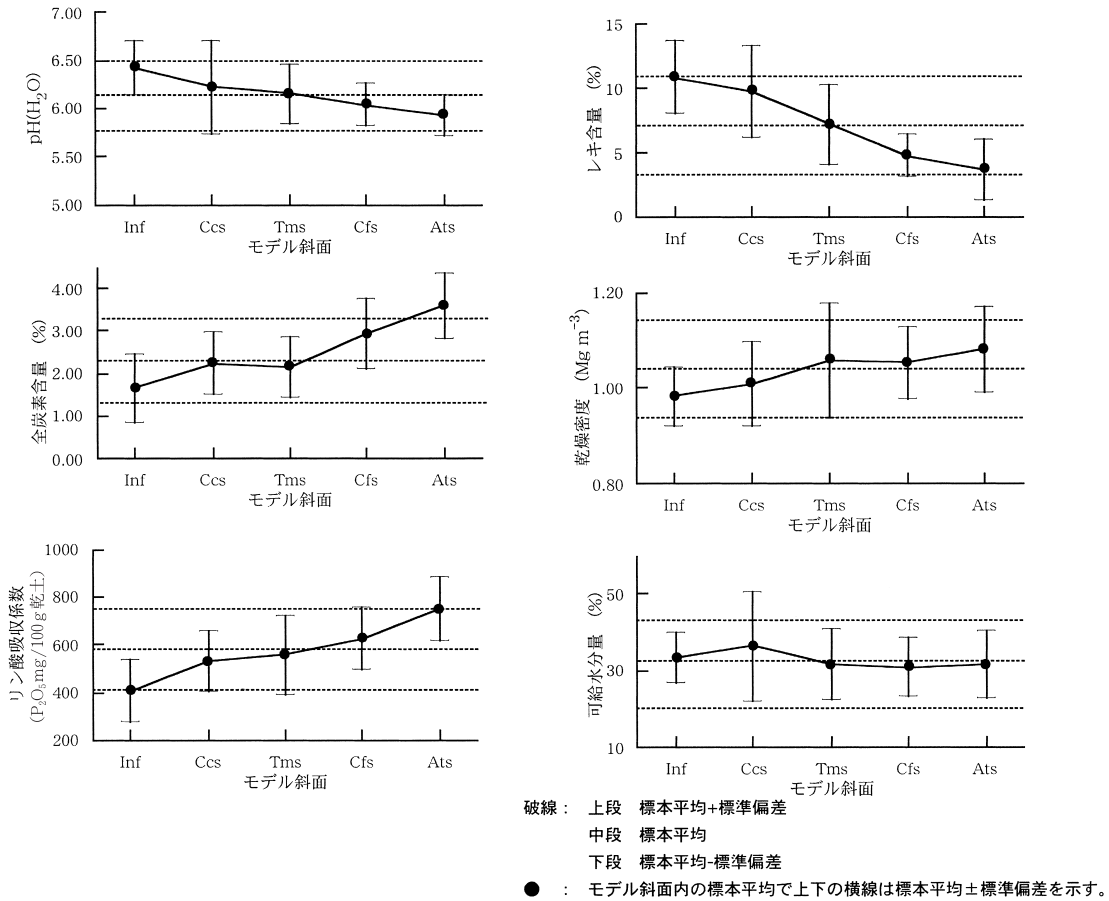 7.00
6.50
6.00
5.50
5.00
pH(H₂O)
Inf Ccs Tms Cfs Ats
モデル斜面
15
10
5
0
レキ含量 (%)
Inf Ccs Tms Cfs Ats
モデル斜面
4.00
3.00
2.00
1.00
0.00
全炭素含量 (%)
Inf Ccs Tms Cfs Ats
モデル斜面
1.20
1.00
0.80
乾燥密度 (Mg m⁻³)
Inf Ccs Tms Cfs Ats
モデル斜面
1000
800
600
400
200
リン酸吸収係数
(P₂O₅mg/100g乾土)
Inf Ccs Tms Cfs Ats
モデル斜面
50
30
10
可給水分量 (%)
Inf Ccs Tms Cfs Ats
モデル斜面
破線： 上段 標本平均+標準偏差
中段 標本平均
下段 標本平均-標準偏差
● ： モデル斜面内の標本平均で上下の横線は標本平均±標準偏差を示す。